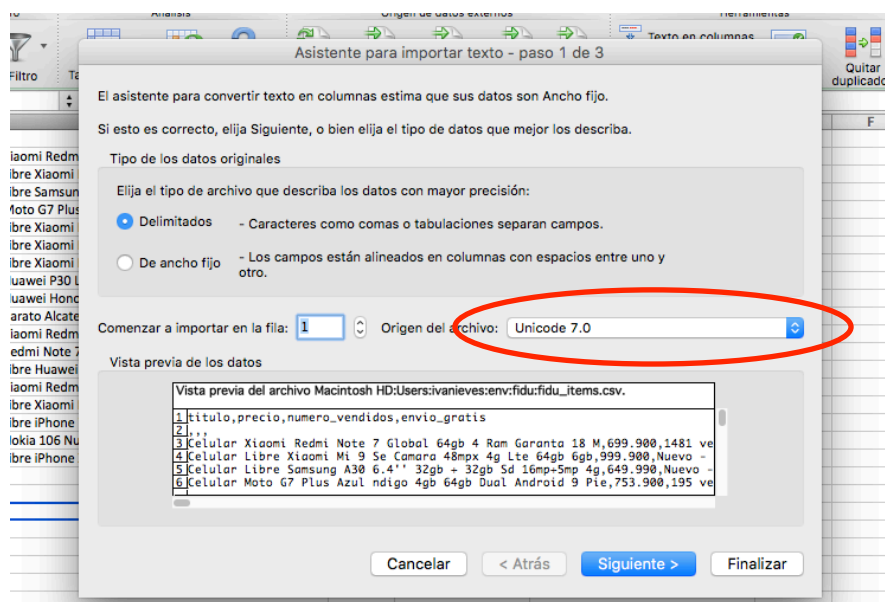 Análisis
Origen de datos externos
Herramientas
Texto en columnas
Filtro
Quitar
duplicado
Asistente para importar texto - paso 1 de 3
El asistente para convertir texto en columnas estima que sus datos son Ancho fijo.
Si esto es correcto, elija Siguiente, o bien elija el tipo de datos que mejor los describa.
Tipo de los datos originales
Elija el tipo de archivo que describa los datos con mayor precisión:
Delimitados - Caracteres como comas o tabulaciones separan campos.
De ancho fijo - Los campos están alineados en columnas con espacios entre uno y
otro.
Comenzar a importar en la fila: 1 Origen del archivo: Unicode 7.0
Vista previa de los datos
Vista previa del archivo Macintosh HD:Users:ivanieves:env:fidu:fidu_items.csv.
1 titulo,precio,numero_vendidos,envio_gratis
2 ,,,
3 Celular Xiaomi Redmi Note 7 Global 64gb 4 Ram Garanta 18 M,699.900,1481 ve
4 Celular Libre Xiaomi Mi 9 Se Camara 48mpx 4g Lte 64gb 6gb,999.900,Nuevo -
5 Celular Libre Samsung A30 6.4'' 32gb + 32gb Sd 16mp+5mp 4g,649.990,Nuevo -
6 Celular Moto G7 Plus Azul ndigo 4gb 64gb Dual Android 9 Pie,753.900,195 ve
Cancelar < Atrás Siguiente > Finalizar
F
iaomi Redm
ibre Xiaomi
ibre Samsun
Moto G7 Plus
ibre Xiaomi
ibre Xiaomi
ibre Xiaomi
uawei P30 L
uawei Hono
arato Alcate
iaomi Redm
edmi Note 7
ibre Huawei
iaomi Redm
ibre Xiaomi
ibre iPhone
lokia 106 Nu
ibre iPhone